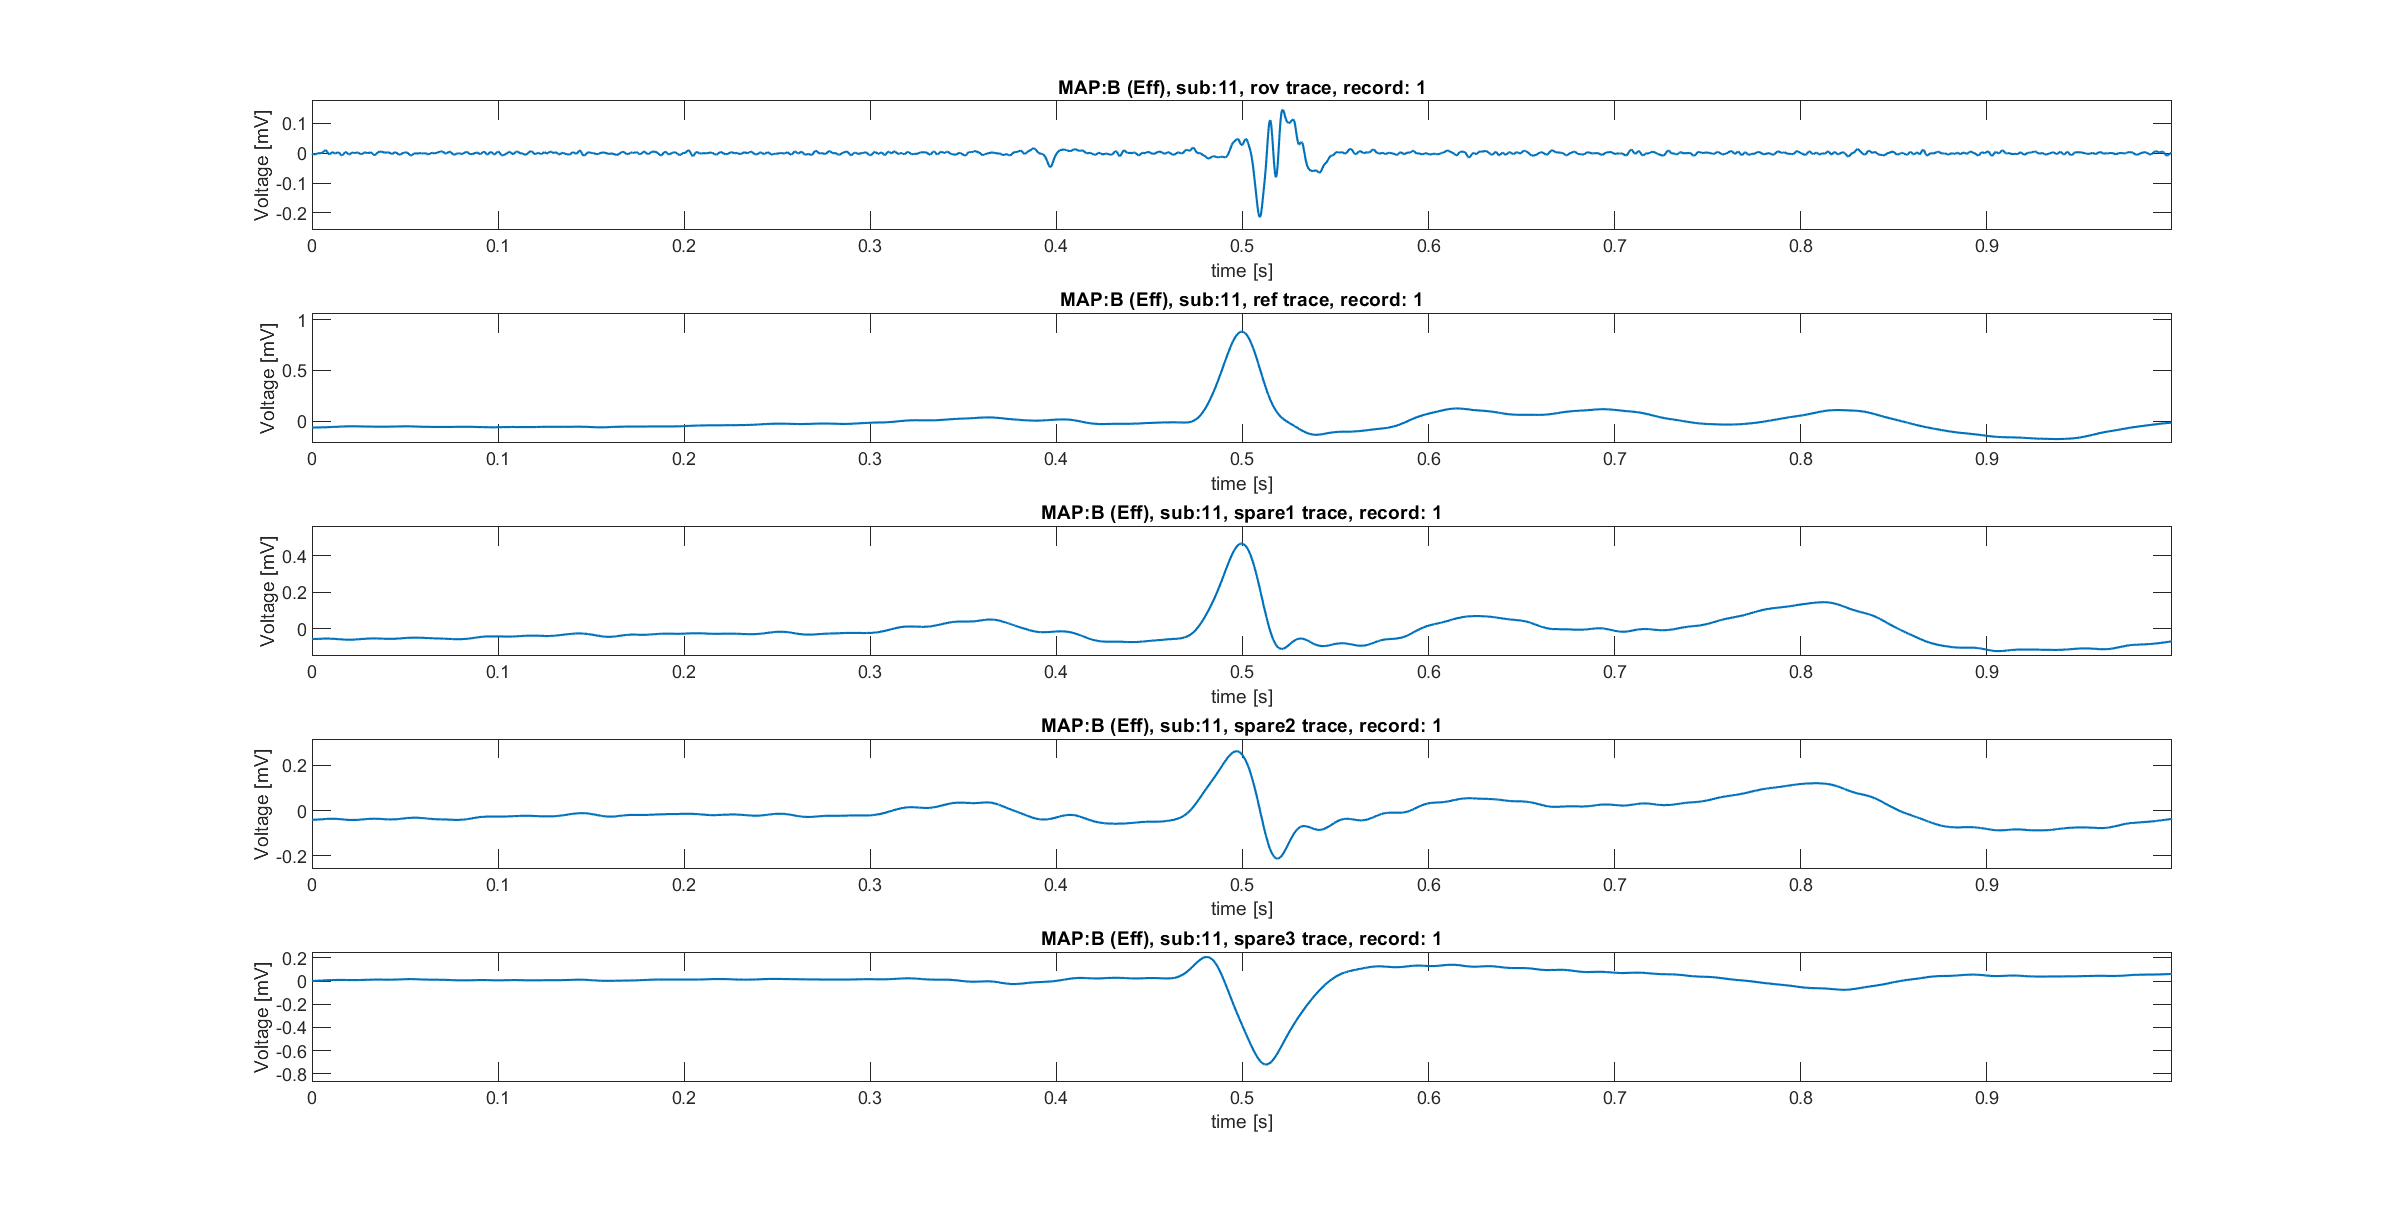 MAP:B (Eff), sub:11, rov trace, record: 1
Voltage [mV]
0.1
0
-0.1
-0.2
0 0.1 0.2 0.3 0.4 0.5 0.6 0.7 0.8 0.9
time [s]
MAP:B (Eff), sub:11, ref trace, record: 1
Voltage [mV]
1
0.5
0
0 0.1 0.2 0.3 0.4 0.5 0.6 0.7 0.8 0.9
time [s]
MAP:B (Eff), sub:11, spare1 trace, record: 1
Voltage [mV]
0.4
0.2
0
0 0.1 0.2 0.3 0.4 0.5 0.6 0.7 0.8 0.9
time [s]
MAP:B (Eff), sub:11, spare2 trace, record: 1
Voltage [mV]
0.2
0
-0.2
0 0.1 0.2 0.3 0.4 0.5 0.6 0.7 0.8 0.9
time [s]
MAP:B (Eff), sub:11, spare3 trace, record: 1
Voltage [mV]
0.2
0
-0.2
-0.4
-0.6
-0.8
0 0.1 0.2 0.3 0.4 0.5 0.6 0.7 0.8 0.9
time [s]